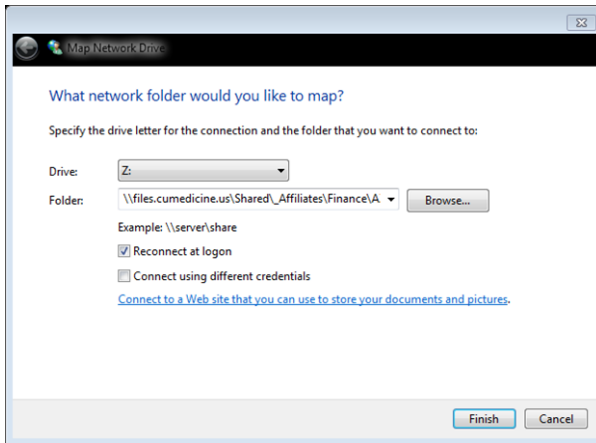 Map Network Drive
What network folder would you like to map?
Specify the drive letter for the connection and the folder that you want to connect to:
Drive: Z:
Folder: \\files.cumedicine.us\Shared\_Affiliates\Finance\A Browse...
Example: \\server\share
Reconnect at logon
Connect using different credentials
Connect to a Web site that you can use to store your documents and pictures.
Finish Cancel